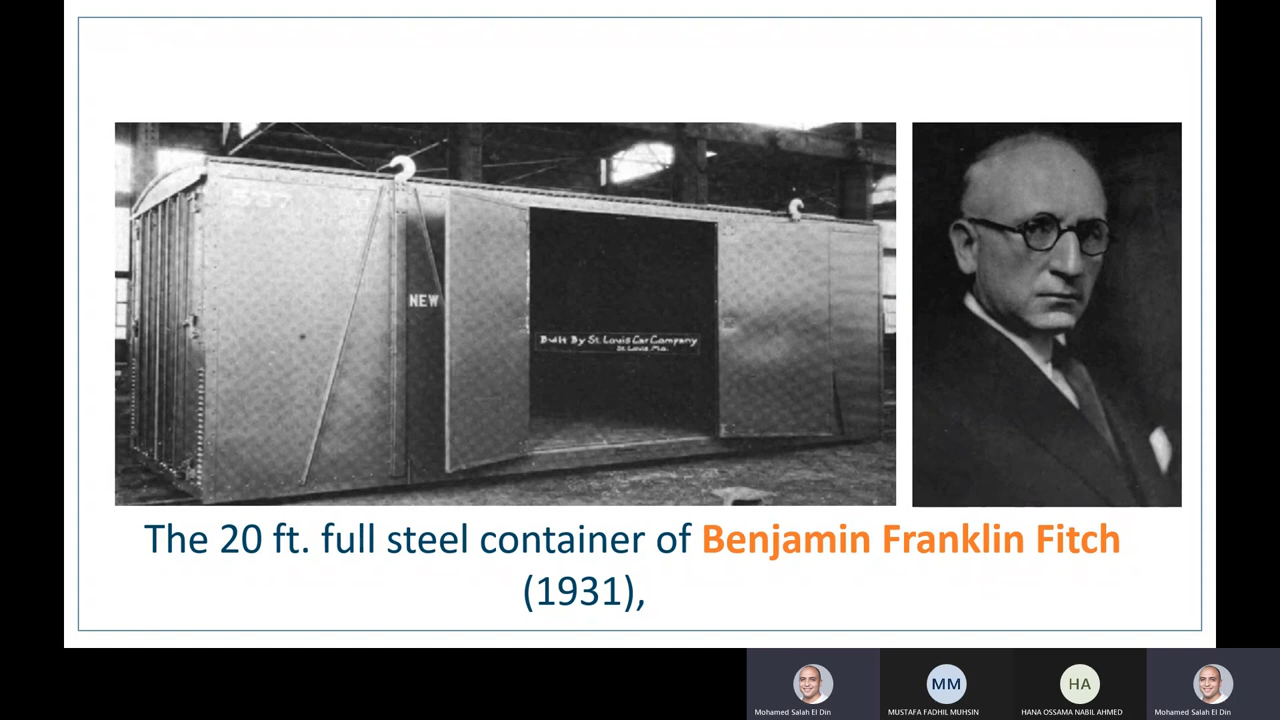 NEW
Built By St. Louis Car Company
St. Louis Mo.
The 20 ft. full steel container of Benjamin Franklin Fitch
(1931),
MM
HA
Mohamed Salah El Din
MUSTAFA FADHIL MUHSIN
HANA OSSAMA NABIL AHMED
Mohamed Salah El Din